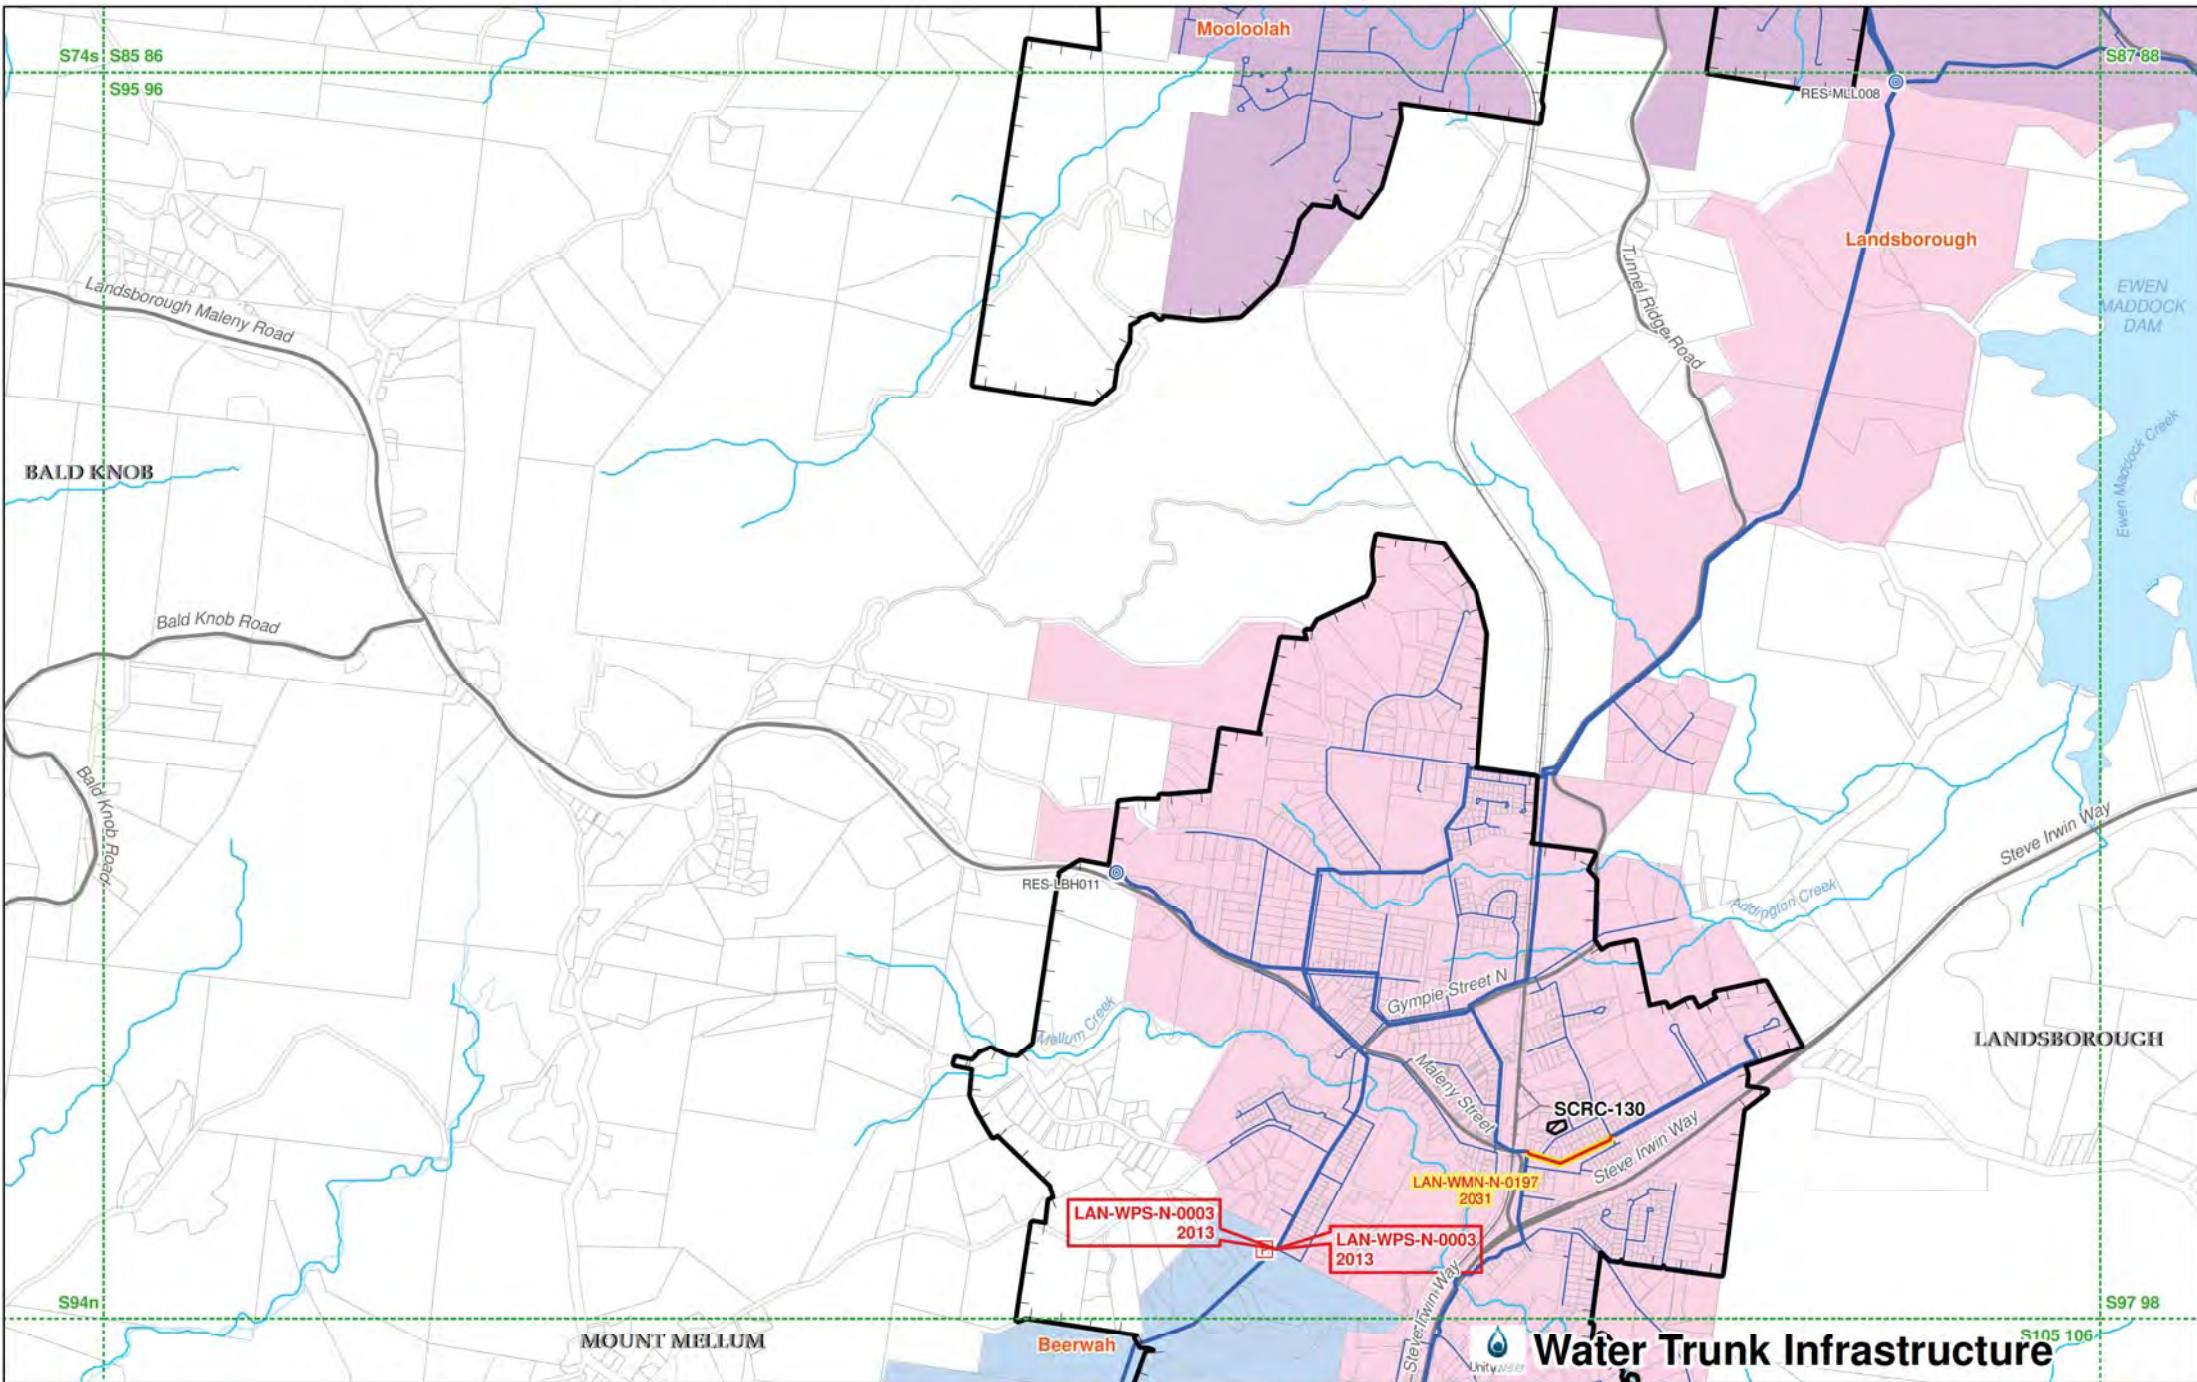 Mooloolah
S74s
S85 86
S87 88
S95 96
RES-MLL008
Landsborough
Tunnel Ridge Road
EWEN
MADDOCK
DAM
Landsborough Maleny Road
Ewen Maddock Creek
BALD KNOB
Bald Knob Road
Bald Knob Road
Steve Irwin Way
RES-LBH011
Addington Creek
Gympie Street N
Mellum Creek
LANDSBOROUGH
Maleny Street
SCRC-130
Steve Irwin Way
LAN-WMN-N-0197
2031
LAN-WPS-N-0003
2013
LAN-WPS-N-0003
2013
Steve Irwin Way
S94n
S97 98
S105 106
MOUNT MELLUM
Beerwah
Unitywater
Water Trunk Infrastructure